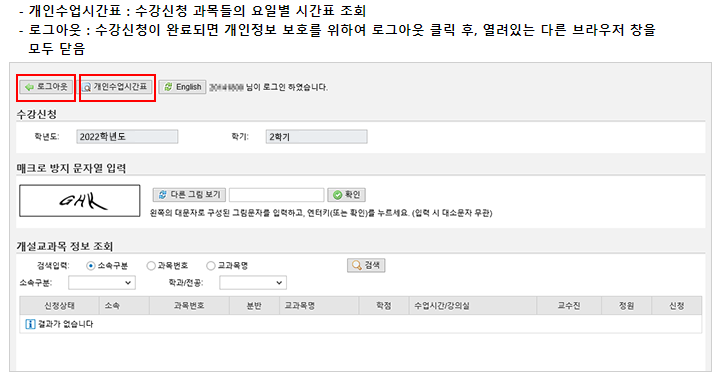 - 개인수업시간표 : 수강신청 과목들의 요일별 시간표 조회
- 로그아웃 : 수강신청이 완료되면 개인정보 보호를 위하여 로그아웃 클릭 후, 열려있는 다른 브라우저 창을
모두 닫음
로그아웃 개인수업시간표 English 님이 로그인 하였습니다.
수강신청
학년도: 2022학년도 학기: 2학기
매크로 방지 문자열 입력
GHK 다른 그림 보기 확인
왼쪽의 대문자로 구성된 그림문자를 입력하고, 엔터키(또는 확인)를 누르세요. (입력 시 대소문자 무관)
개설교과목 정보 조회
검색입력: 소속구분 과목번호 교과목명 검색
소속구분: 학과/전공:
신청상태 소속 과목번호 분반 교과목명 학점 수업시간/강의실 교수진 정원 신청
결과가 없습니다